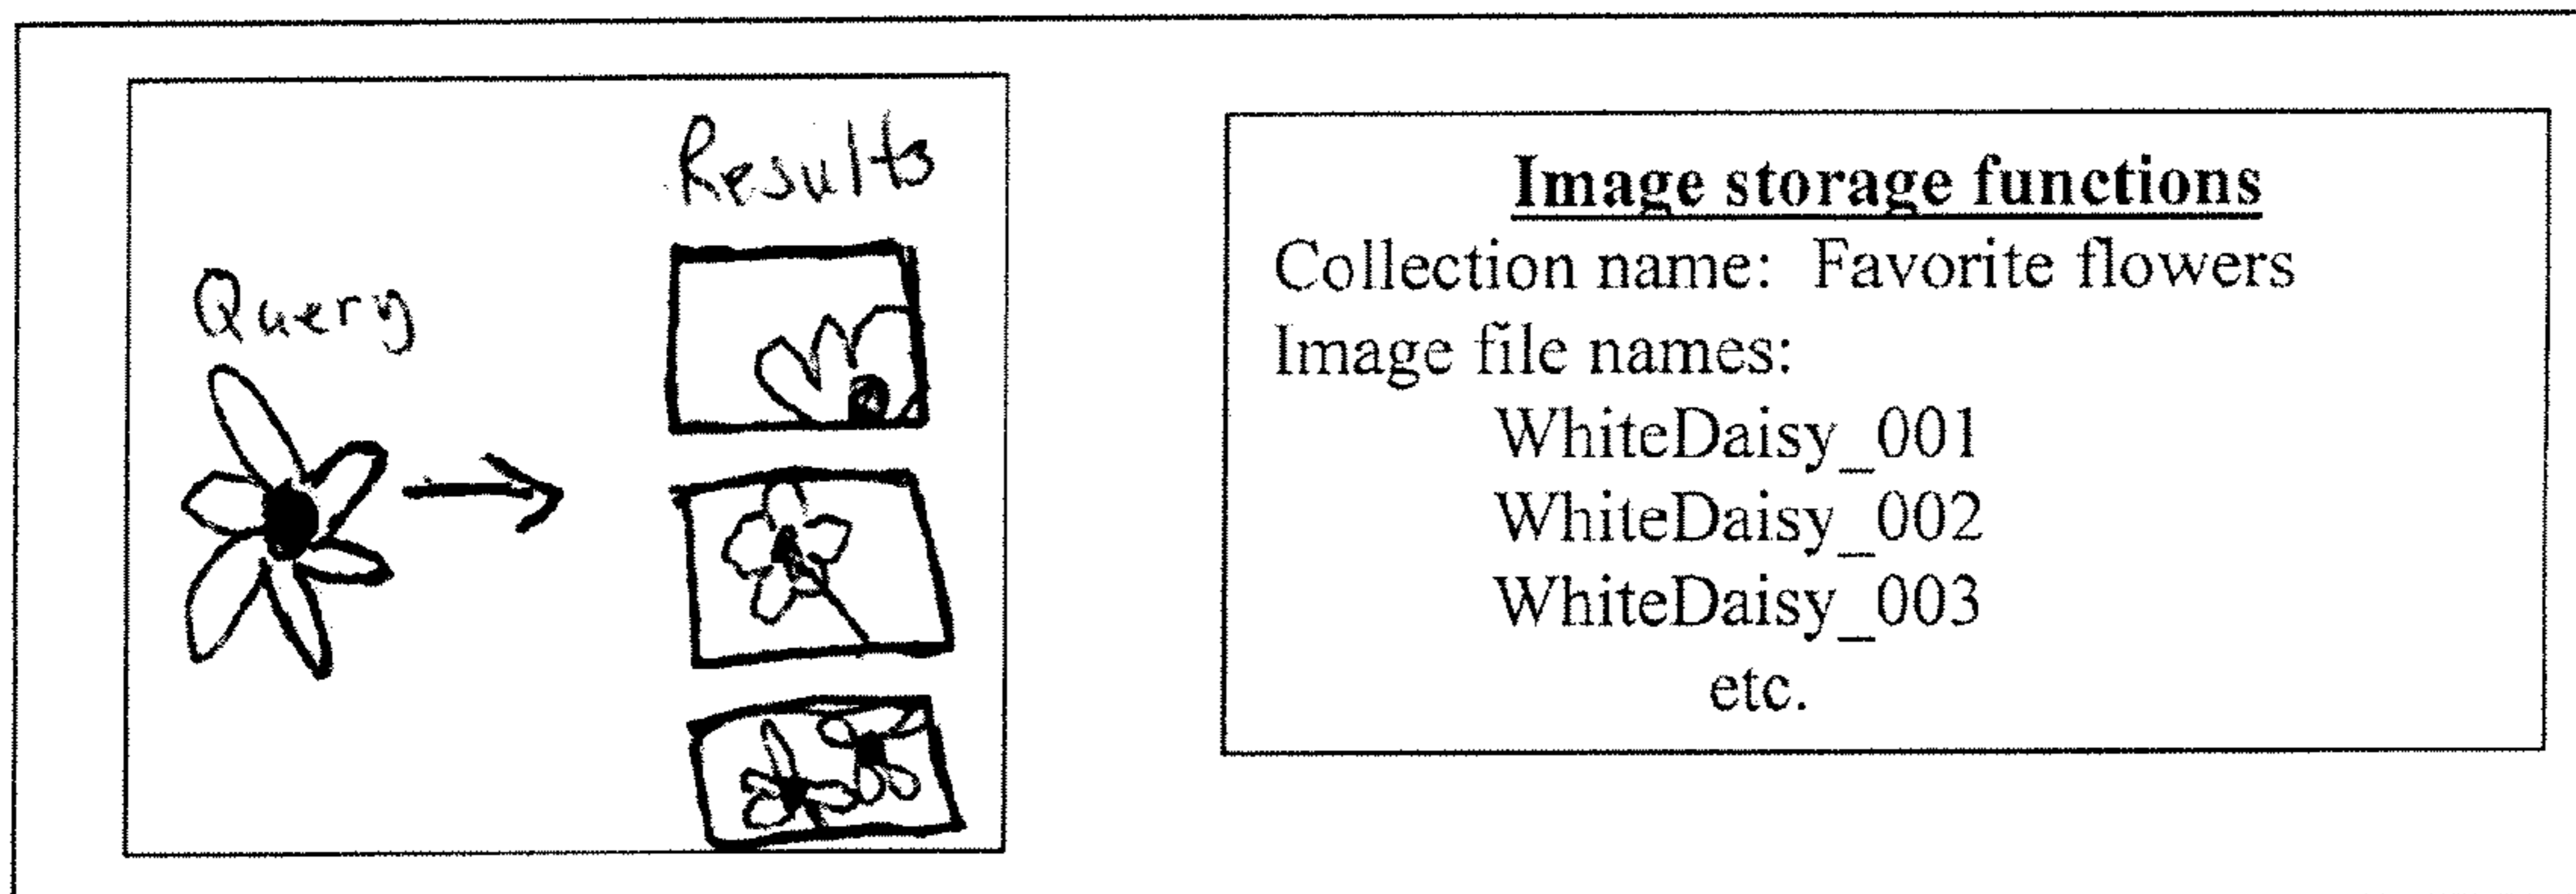 Results
Query
Image storage functions
Collection name: Favorite flowers
Image file names:
WhiteDaisy_001
WhiteDaisy_002
WhiteDaisy_003
etc.